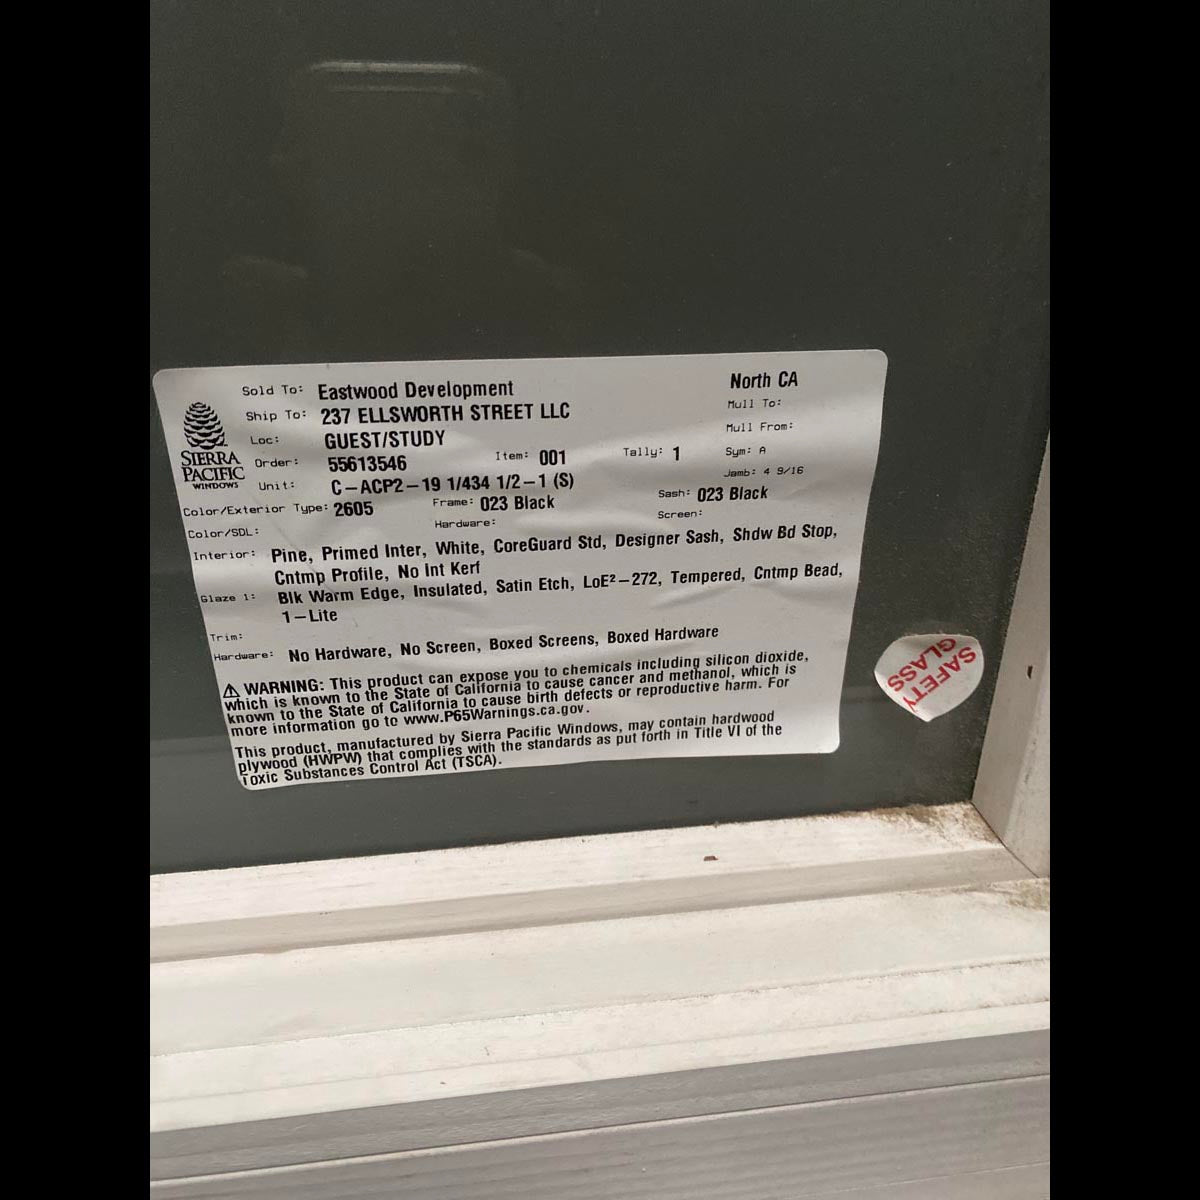 Sold To: Eastwood Development North CA
Ship To: 237 ELLSWORTH STREET LLC Mull To:
Loc: GUEST/STUDY Mull From:
SIERRA PACIFIC WINDOWS
Order: 55613546 Item: 001 Tally: 1 Sym: A
Unit: C-ACP2-19 1/434 1/2-1 (S) Jamb: 4 9/16
Color/Exterior Type: 2605 Frame: 023 Black Sash: 023 Black
Color/SDL: Hardware: Screen:
Interior: Pine, Primed Inter, White, CoreGuard Std, Designer Sash, Shdw Bd Stop,
Cntmp Profile, No Int Kerf
Glaze 1: Blk Warm Edge, Insulated, Satin Etch, LoE²-272, Tempered, Cntmp Bead,
1-Lite
Trim:
Hardware: No Hardware, No Screen, Boxed Screens, Boxed Hardware
⚠ WARNING: This product can expose you to chemicals including silicon dioxide,
which is known to the State of California to cause cancer and methanol, which is
known to the State of California to cause birth defects or reproductive harm. For
more information go to www.P65Warnings.ca.gov.
This product, manufactured by Sierra Pacific Windows, may contain hardwood
plywood (HWPW) that complies with the standards as put forth in Title VI of the
Toxic Substances Control Act (TSCA).
SAFETY
GLASS